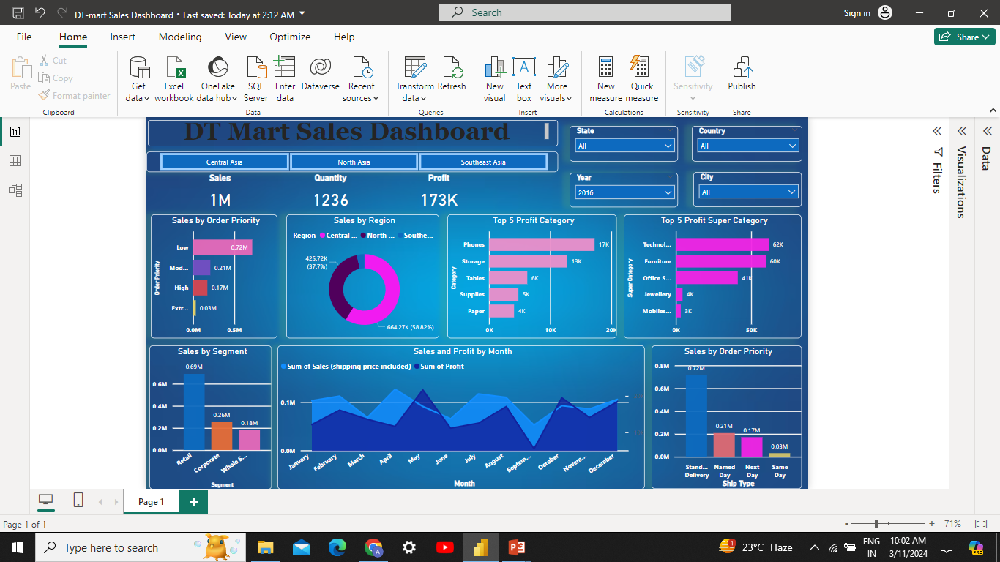 DT-mart Sales Dashboard • Last saved: Today at 2:12 AM
Search
Sign in
File Home Insert Modeling View Optimize Help
Share
Paste
Cut
Copy
Format painter
Clipboard
Get data
Excel workbook
OneLake data hub
SQL Server
Enter data
Dataverse
Recent sources
Data
Transform data
Refresh
Queries
New visual
Text box
More visuals
Insert
New measure
Quick measure
Calculations
Sensitivity
Sensitivity
Publish
Share
DT Mart Sales Dashboard
State
All
Country
All
Central Asia North Asia Southeast Asia
Year
2016
City
All
Sales Quantity Profit
1M 1236 173K
Sales by Order Priority
Order Priority
Low 0.72M
Mod... 0.21M
High 0.17M
Extr... 0.03M
0.0M 0.5M
Sales by Region
Region Central ... North ... Southe...
425.72K
(37.7%)
664.27K (58.82%)
Top 5 Profit Category
Category
Phones 17K
Storage 13K
Tables 6K
Supplies 5K
Paper 4K
0K 10K 20K
Top 5 Profit Super Category
Super Category
Technol... 62K
Furniture 60K
Office S... 41K
Jewellery 4K
Mobiles... 3K
0K 50K
Sales by Segment
0.69M
0.6M
0.4M
0.26M
0.18M
0.2M
0.0M
Retail Corporate Whole S...
Segment
Sales and Profit by Month
Sum of Sales (shipping price included) Sum of Profit
0.1M
0.0M
January February March April May June July August Septem... October Novem... December
Month
Sales by Order Priority
0.8M
0.72M
0.6M
0.4M
0.21M
0.2M
0.17M
0.03M
0.0M
Stand... Delivery
Named Day
Next Day
Same Day
Ship Type
Filters
Visualizations
Data
Page 1
Page 1 of 1
- + 71%
Type here to search
1
23°C Haze
ENG
IN
10:02 AM
3/11/2024
PRE